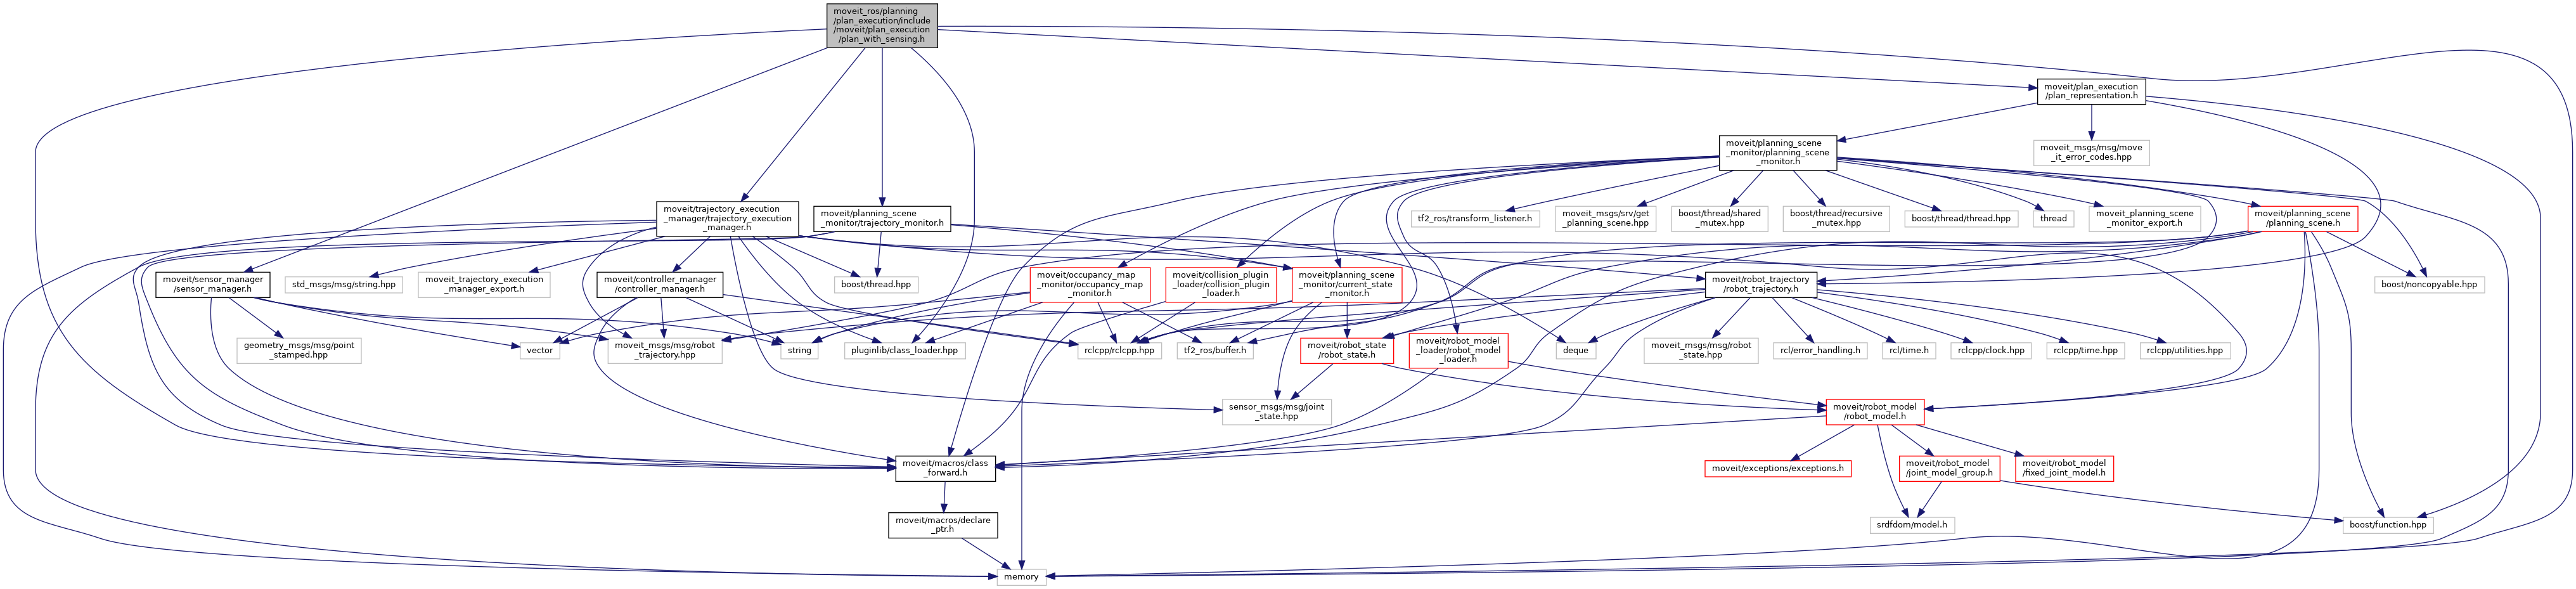 moveit_ros/planning
/plan_execution/include
/moveit/plan_execution
/plan_with_sensing.h
moveit/plan_execution
/plan_representation.h
moveit/planning_scene
_monitor/planning_scene
_monitor.h
moveit_msgs/msg/move
_it_error_codes.hpp
moveit/trajectory_execution
_manager/trajectory_execution
_manager.h
moveit/planning_scene
_monitor/trajectory_monitor.h
tf2_ros/transform_listener.h
moveit_msgs/srv/get
_planning_scene.hpp
boost/thread/shared
_mutex.hpp
boost/thread/recursive
_mutex.hpp
boost/thread/thread.hpp
thread
moveit_planning_scene
_monitor_export.h
moveit/planning_scene
/planning_scene.h
moveit/sensor_manager
/sensor_manager.h
std_msgs/msg/string.hpp
moveit_trajectory_execution
_manager_export.h
moveit/controller_manager
/controller_manager.h
boost/thread.hpp
moveit/occupancy_map
_monitor/occupancy_map
_monitor.h
moveit/collision_plugin
_loader/collision_plugin
_loader.h
moveit/planning_scene
_monitor/current_state
_monitor.h
moveit/robot_trajectory
/robot_trajectory.h
boost/noncopyable.hpp
geometry_msgs/msg/point
_stamped.hpp
vector
moveit_msgs/msg/robot
_trajectory.hpp
string
pluginlib/class_loader.hpp
rclcpp/rclcpp.hpp
tf2_ros/buffer.h
moveit/robot_state
/robot_state.h
moveit/robot_model
_loader/robot_model
_loader.h
deque
moveit_msgs/msg/robot
_state.hpp
rcl/error_handling.h
rcl/time.h
rclcpp/clock.hpp
rclcpp/time.hpp
rclcpp/utilities.hpp
sensor_msgs/msg/joint
_state.hpp
moveit/robot_model
/robot_model.h
moveit/macros/class
_forward.h
moveit/exceptions/exceptions.h
moveit/robot_model
/joint_model_group.h
moveit/robot_model
/fixed_joint_model.h
moveit/macros/declare
_ptr.h
srdfdom/model.h
boost/function.hpp
memory